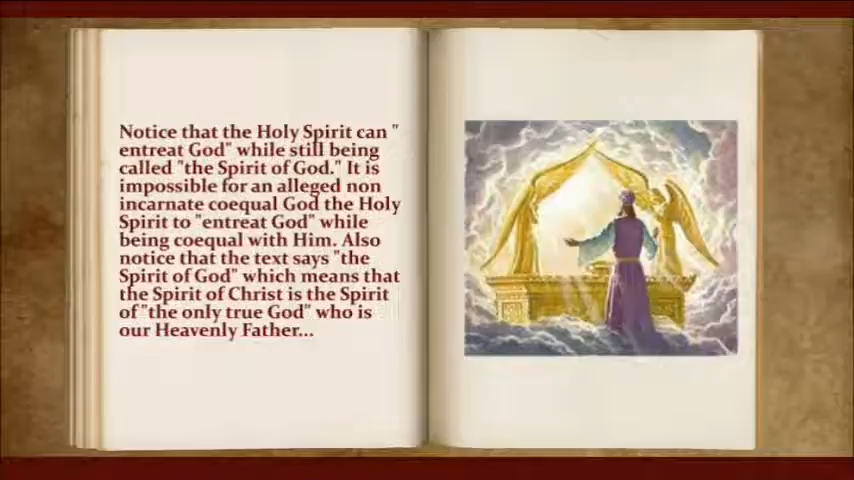 Notice that the Holy Spirit can "
entreat God" while still being
called "the Spirit of God." It is
impossible for an alleged non
incarnate coequal God the Holy
Spirit to "entreat God" while
being coequal with Him. Also
notice that the text says "the
Spirit of God" which means that
the Spirit of Christ is the Spirit
of "the only true God" who is
our Heavenly Father...